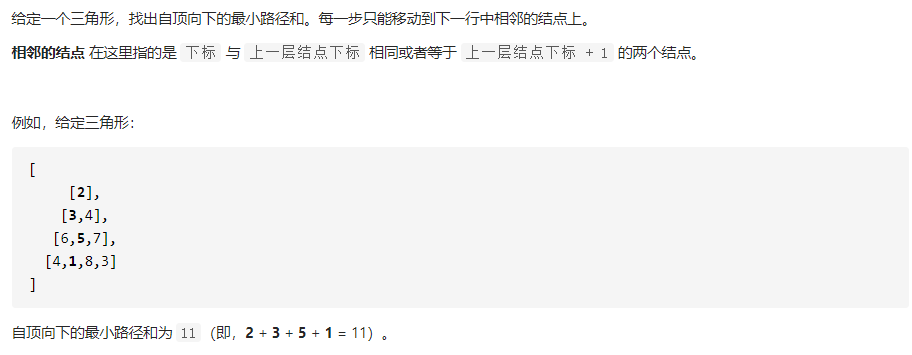 给定一个三角形，找出自顶向下的最小路径和。每一步只能移动到下一行中相邻的结点上。
相邻的结点 在这里指的是 下标 与 上一层结点下标 相同或者等于 上一层结点下标 + 1 的两个结点。
例如，给定三角形：
[
[2],
[3,4],
[6,5,7],
[4,1,8,3]
]
自顶向下的最小路径和为 11（即，2 + 3 + 5 + 1 = 11）。